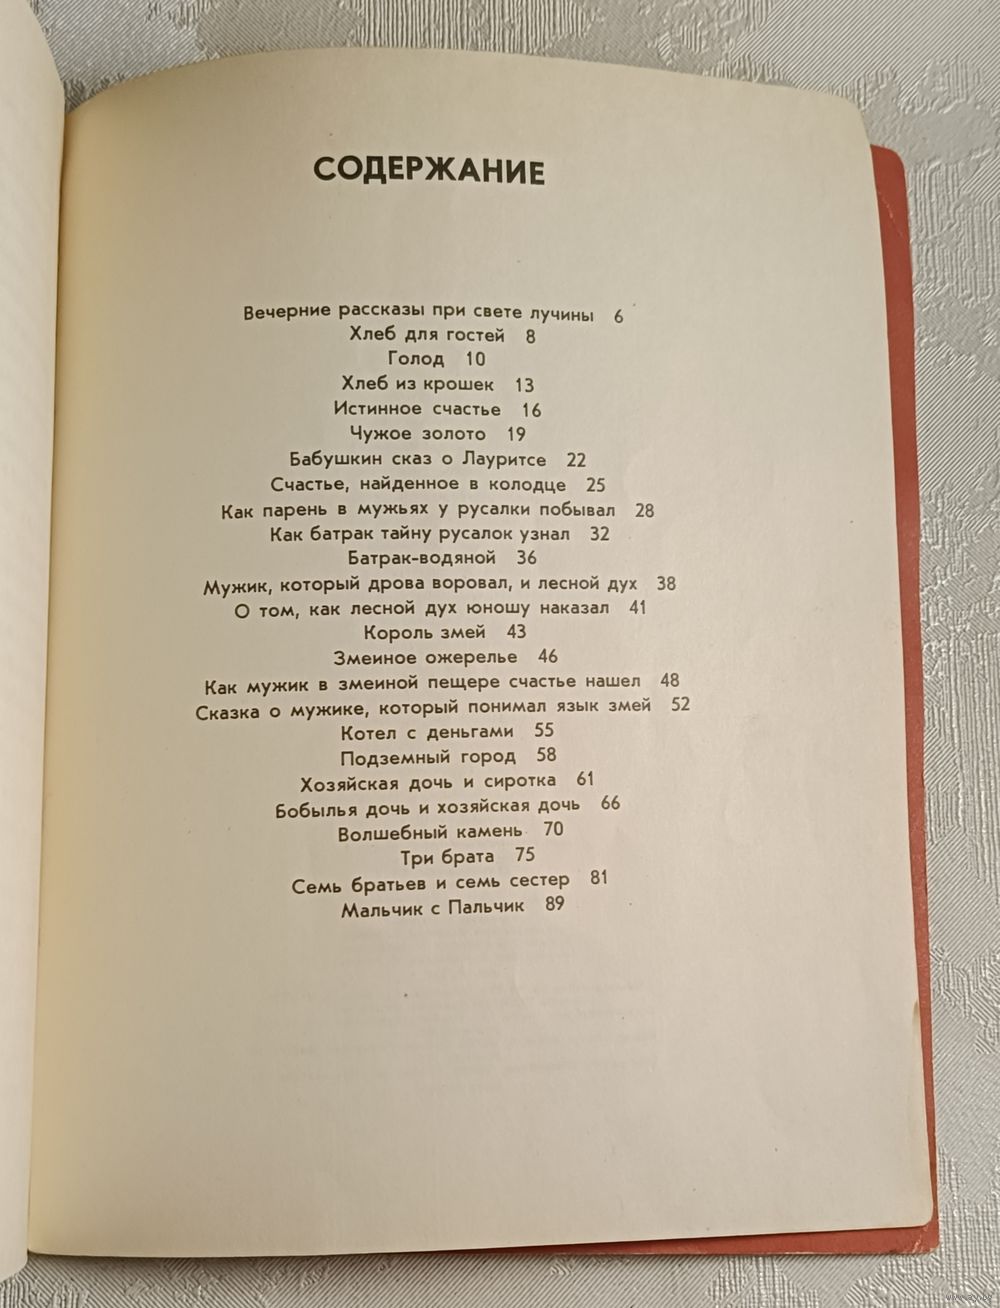 СОДЕРЖАНИЕ
Вечерние рассказы при свете лучины 6
Хлеб для гостей 8
Голод 10
Хлеб из крошек 13
Истинное счастье 16
Чужое золото 19
Бабушкин сказ о Лауритсе 22
Счастье, найденное в колодце 25
Как парень в мужьях у русалки побывал 28
Как батрак тайну русалок узнал 32
Батрак-водяной 36
Мужик, который дрова воровал, и лесной дух 38
О том, как лесной дух юношу наказал 41
Король змей 43
Змеиное ожерелье 46
Как мужик в змеиной пещере счастье нашел 48
Сказка о мужике, который понимал язык змей 52
Котел с деньгами 55
Подземный город 58
Хозяйская дочь и сиротка 61
Бобылья дочь и хозяйская дочь 66
Волшебный камень 70
Три брата 75
Семь братьев и семь сестер 81
Мальчик с Пальчик 89